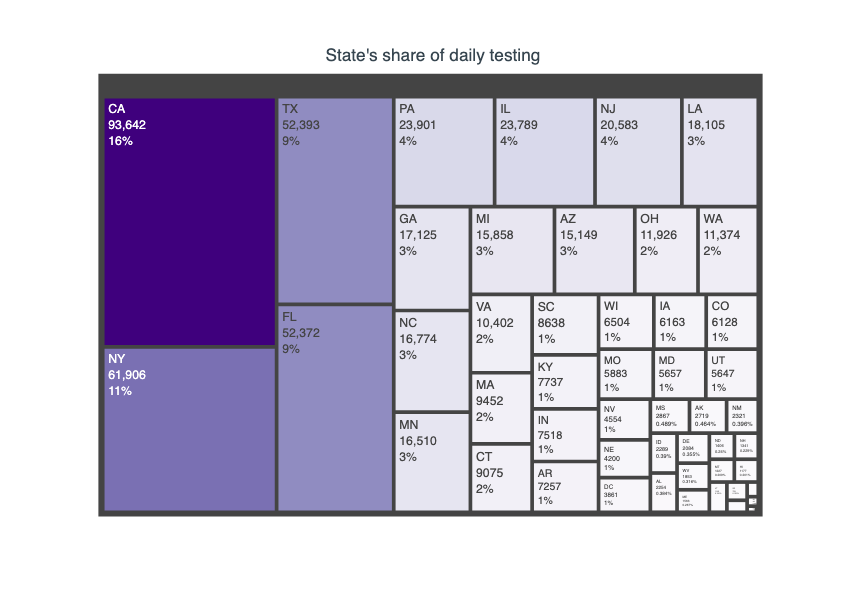 State's share of daily testing
CA
93,642
16%
TX
52,393
9%
PA
23,901
4%
IL
23,789
4%
NJ
20,583
4%
LA
18,105
3%
GA
17,125
3%
MI
15,858
3%
AZ
15,149
3%
OH
11,926
2%
WA
11,374
2%
NY
61,906
11%
FL
52,372
9%
NC
16,774
3%
MN
16,510
3%
VA
10,402
2%
MA
9452
2%
CT
9075
2%
SC
8638
1%
KY
7737
1%
IN
7518
1%
AR
7257
1%
WI
6504
1%
IA
6163
1%
CO
6128
1%
MO
5883
1%
MD
5657
1%
UT
5647
1%
NV
4554
1%
NE
4200
1%
DC
3861
1%
MS
2867
0.489%
AK
2719
0.464%
NM
2321
0.396%
ID
2289
0.39%
AL
2254
0.384%
DE
0.355%
WV
0.316%
ND
NH